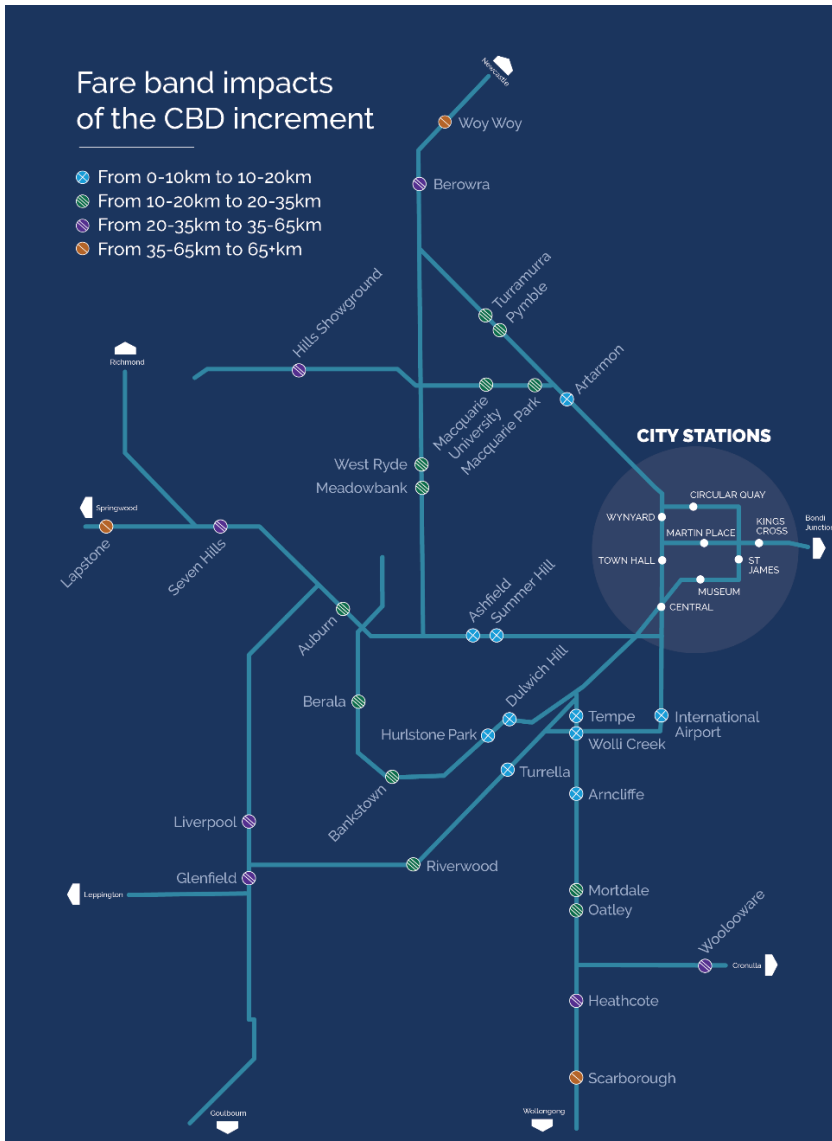 Fare band impacts
of the CBD increment
From 0-10km to 10-20km
From 10-20km to 20-35km
From 20-35km to 35-65km
From 35-65km to 65+km
Newcastle
Woy Woy
Berowra
Turramurra
Pymble
Hills Showground
Richmond
Artarmon
Macquarie
University
Macquarie Park
CITY STATIONS
West Ryde
Meadowbank
CIRCULAR QUAY
WYNYARD
MARTIN PLACE
KINGS
CROSS
Bondi
Junction
Springwood
Lapstone
Seven Hills
TOWN HALL
ST
JAMES
MUSEUM
CENTRAL
Ashfield
Summer Hill
Auburn
Berala
Dulwich Hill
Hurlstone Park
Tempe
Wolli Creek
International
Airport
Turrella
Bankstown
Arncliffe
Liverpool
Glenfield
Riverwood
Leppington
Mortdale
Oatley
Woolooware
Cronulla
Heathcote
Scarborough
Goulbourn
Wollongong